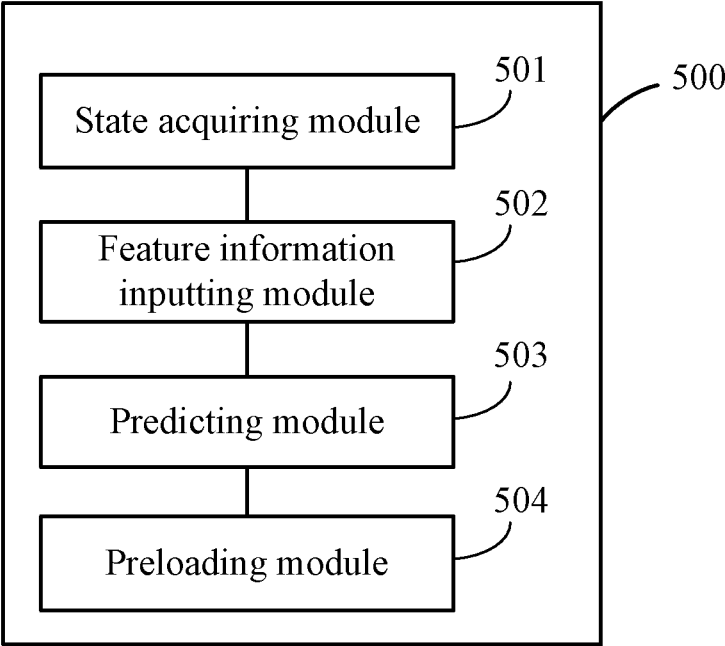 501
500
State acquiring module
502
Feature information
inputting module
503
Predicting module
504
Preloading module